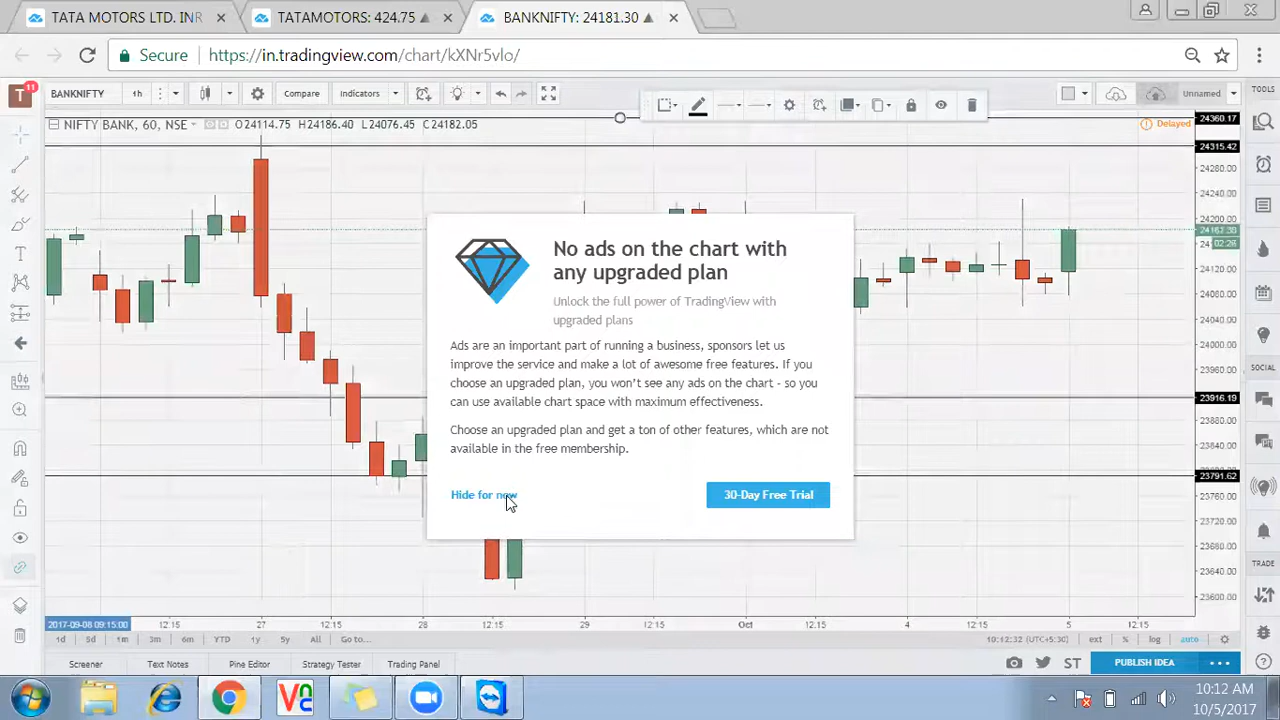 TATA MOTORS LTD. INR
TATAMOTORS: 424.75 ▲
BANKNIFTY: 24181.30 ▲
Secure https://in.tradingview.com/chart/kXNr5vlo/
T 11 BANKNIFTY 1h Compare Indicators Unnamed TOOLS
NIFTY BANK, 60, NSE O24114.75 H24186.40 L24076.45 C24182.05
Delayed
24360.17
24315.42
24280.00
24240.00
24200.00
02:28
24120.00
24080.00
24040.00
24000.00
23960.00
23916.19
23880.00
23840.00
23791.62
23760.00
23720.00
23680.00
23640.00
23600.00
No ads on the chart with
any upgraded plan
Unlock the full power of TradingView with
upgraded plans
Ads are an important part of running a business, sponsors let us
improve the service and make a lot of awesome free features. If you
choose an upgraded plan, you won't see any ads on the chart - so you
can use available chart space with maximum effectiveness.
Choose an upgraded plan and get a ton of other features, which are not
available in the free membership.
Hide for now 30-Day Free Trial
SOCIAL
TRADE
2017-09-08 09:15:00 12:15 27 12:15 28 12:15 29 12:15 Oct 12:15 4 12:15 5 12:15
1d 5d 1m 3m 6m YTD 1y 5y All Go to... 10:12:32 (UTC+5:30) ext % log auto
Screener Text Notes Pine Editor Strategy Tester Trading Panel ST PUBLISH IDEA
10:12 AM
10/5/2017